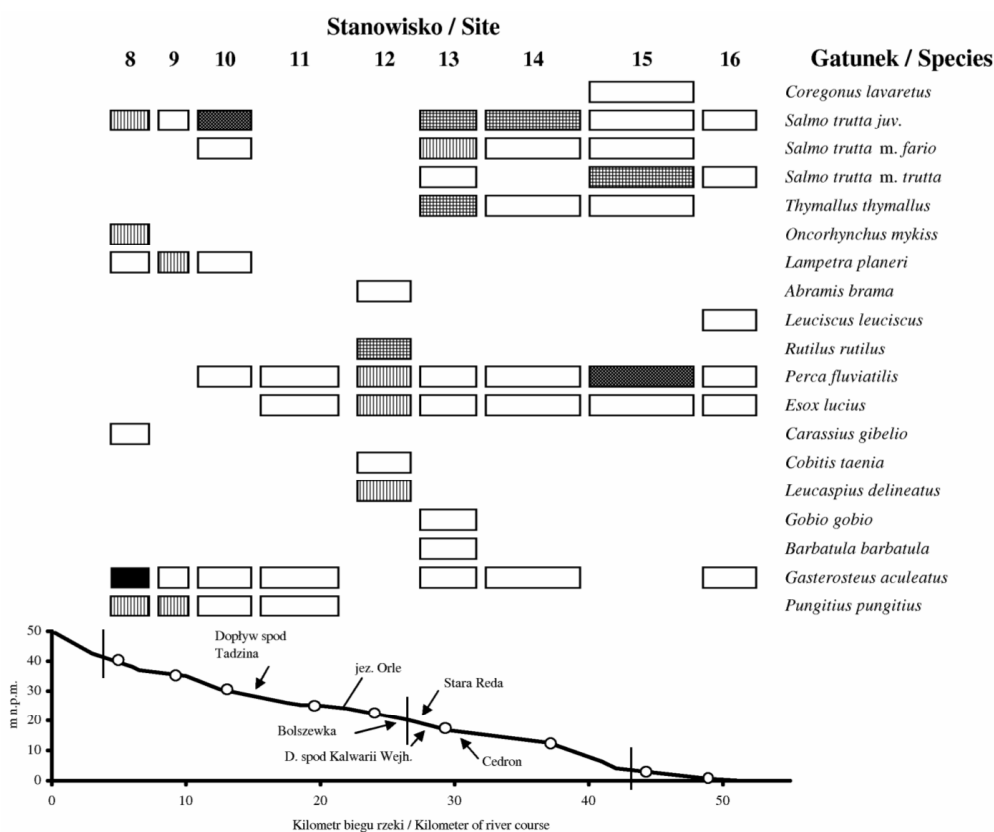 Stanowisko / Site
8 9 10 11 12 13 14 15 16 Gatunek / Species
Coregonus lavaretus
Salmo trutta juv.
Salmo trutta m. fario
Salmo trutta m. trutta
Thymallus thymallus
Oncorhynchus mykiss
Lampetra planeri
Abramis brama
Leuciscus leuciscus
Rutilus rutilus
Perca fluviatilis
Esox lucius
Carassius gibelio
Cobitis taenia
Leucaspius delineatus
Gobio gobio
Barbatula barbatula
Gasterosteus aculeatus
Pungitius pungitius
m n.p.m.
50
40
30
20
10
0
Dopływ spod
Tadzina
jez. Orle
Stara Reda
Bolszewka
D. spod Kalwarii Wejh.
Cedron
0 10 20 30 40 50
Kilometr biegu rzeki / Kilometer of river course